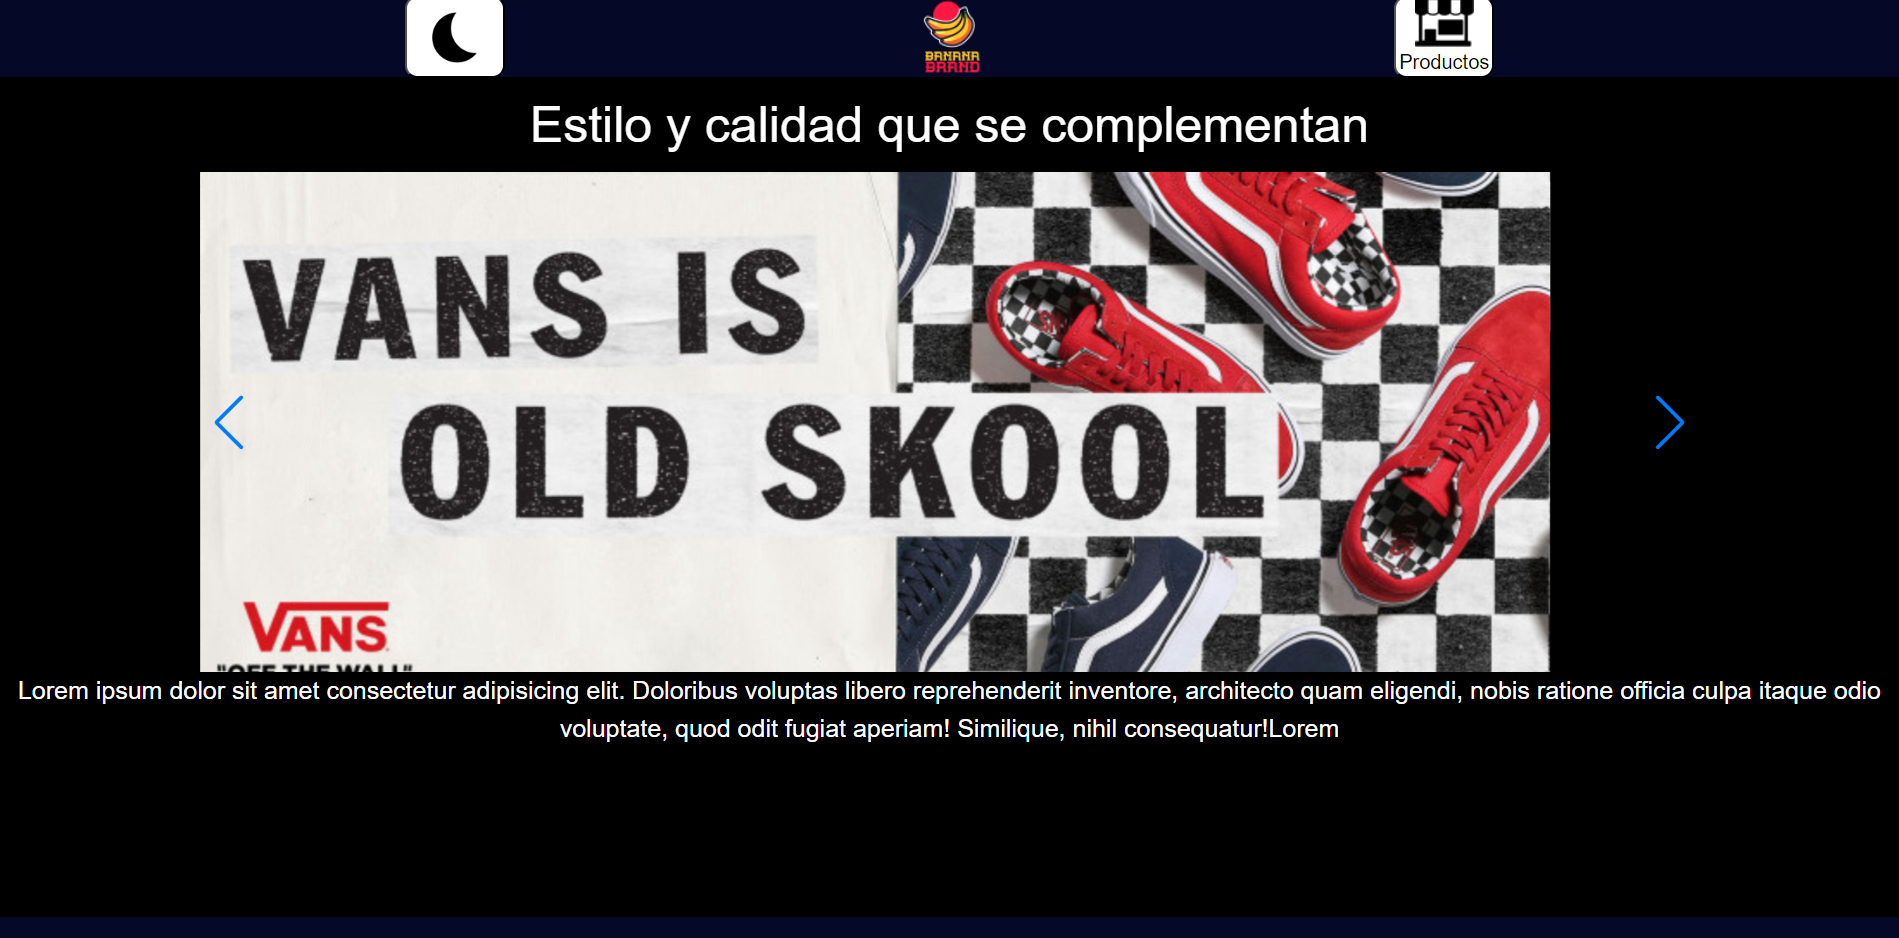 BANANA
BRAND
Productos
Estilo y calidad que se complementan
VANS IS
OLD SKOOL
VANS
"OFF THE WALL"
Lorem ipsum dolor sit amet consectetur adipisicing elit. Doloribus voluptas libero reprehenderit inventore, architecto quam eligendi, nobis ratione officia culpa itaque odio
voluptate, quod odit fugiat aperiam! Similique, nihil consequatur!Lorem